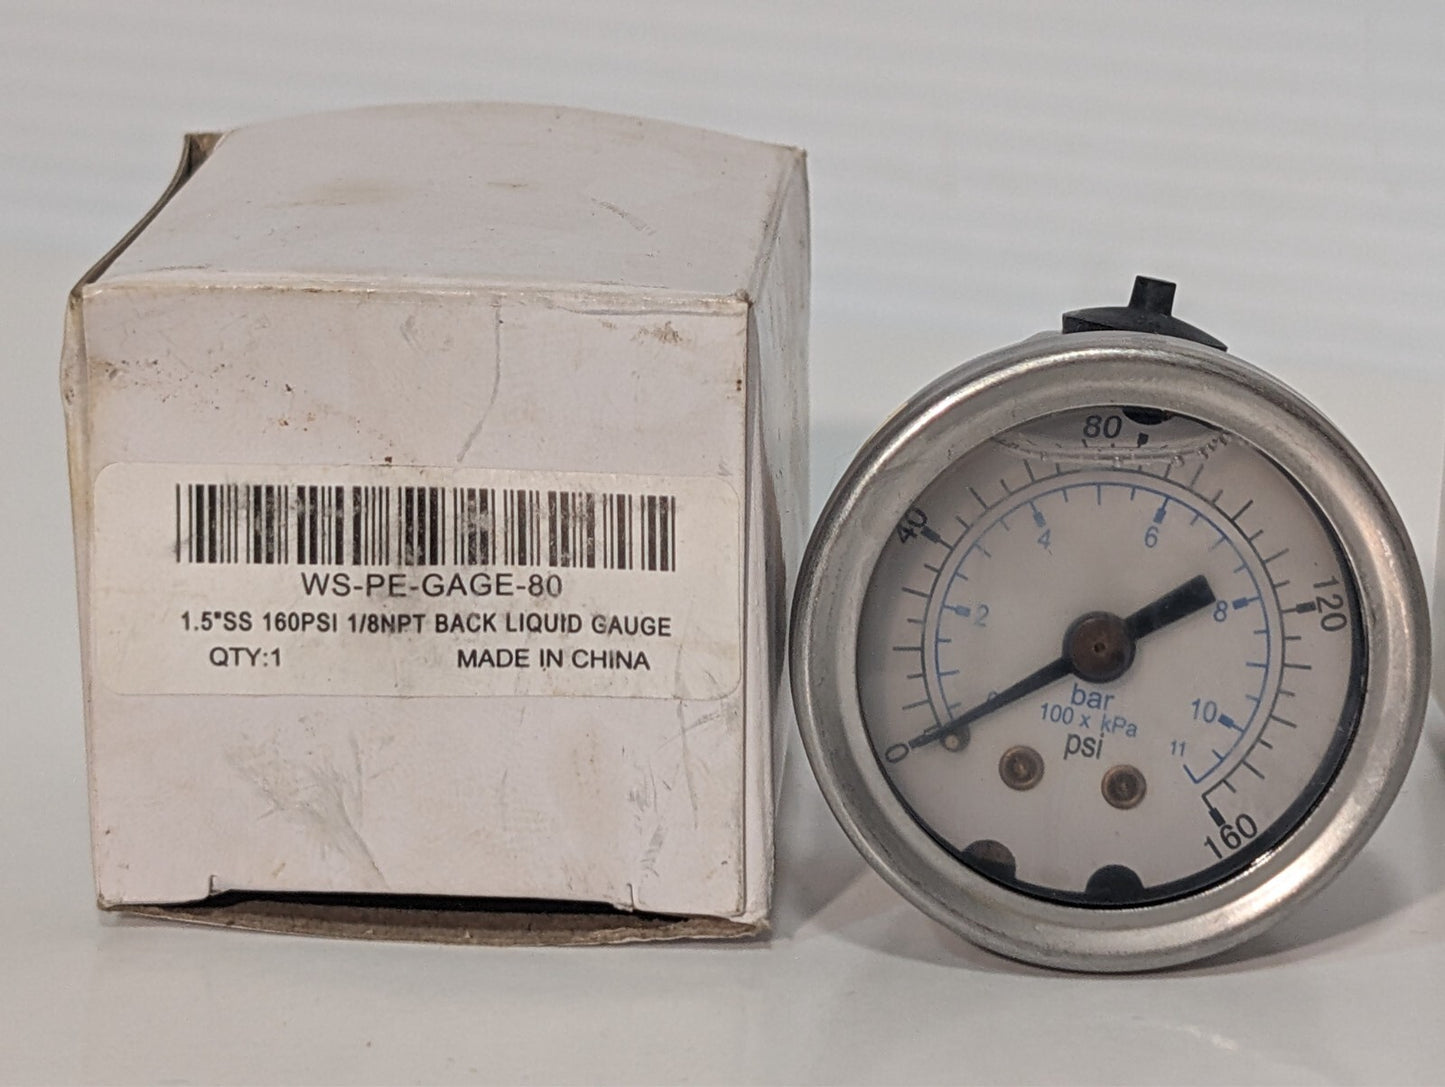 WS-PE-GAGE-80
1.5"SS 160PSI 1/8NPT BACK LIQUID GAUGE
QTY:1
MADE IN CHINA
80
40
120
4
6
2
8
0
bar
100 x kPa
10
psi
11
0
160